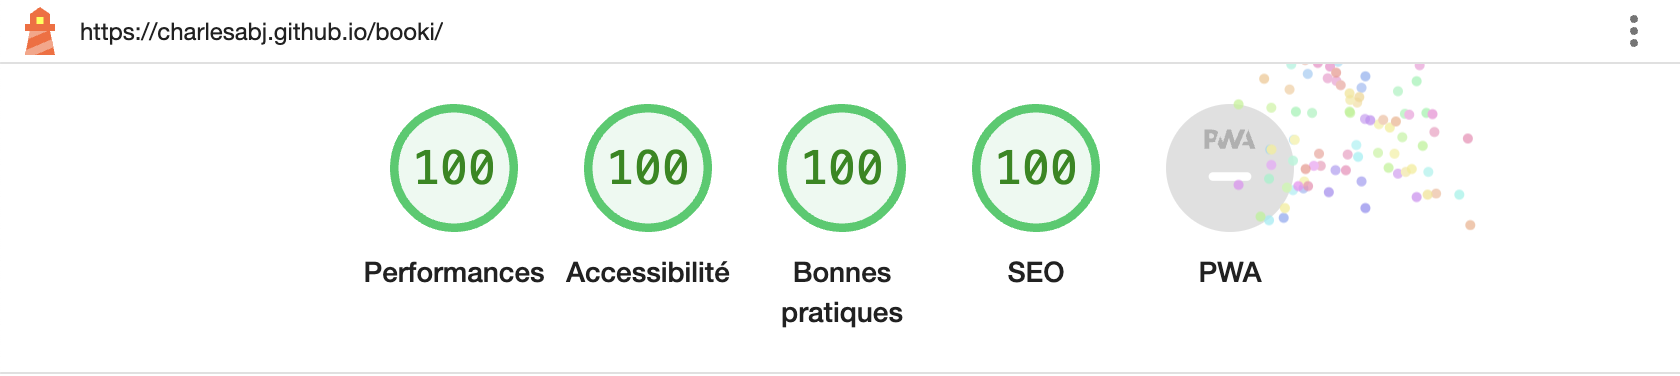 https://charlesabj.github.io/booki/
100 100 100 100 PWA
Performances Accessibilité Bonnes pratiques SEO PWA